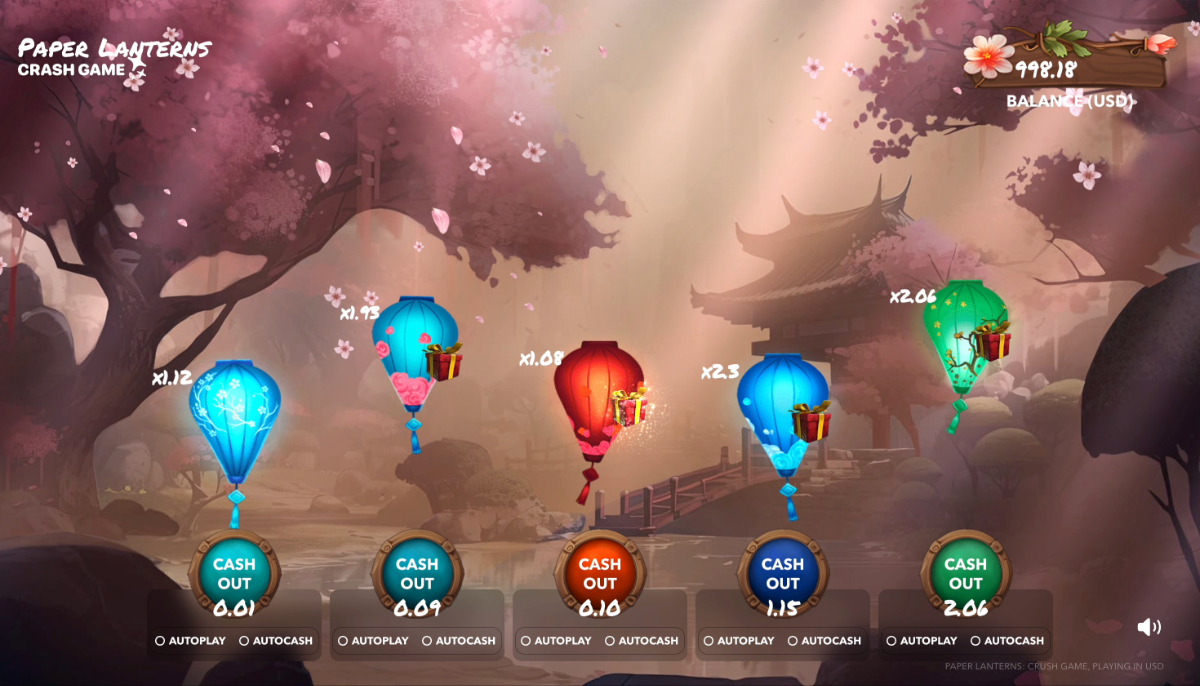 PAPER LANTERNS
CRASH GAME
998.18
BALANCE (USD)
x1.12
x1.93
x1.08
x2.3
x2.06
CASH OUT
0.01
CASH OUT
0.09
CASH OUT
0.10
CASH OUT
1.15
CASH OUT
2.06
AUTOPLAY AUTOCASH
AUTOPLAY AUTOCASH
AUTOPLAY AUTOCASH
AUTOPLAY AUTOCASH
AUTOPLAY AUTOCASH
PAPER LANTERNS: CRUSH GAME, PLAYING IN USD